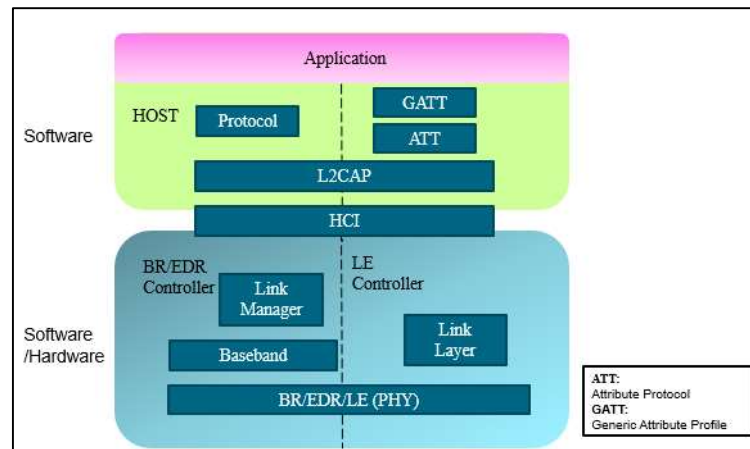 Application
HOST
Protocol
GATT
ATT
Software
L2CAP
HCI
BR/EDR
Controller
LE
Controller
Link
Manager
Link
Layer
Software
/Hardware
Baseband
BR/EDR/LE (PHY)
ATT:
Attribute Protocol
GATT:
Generic Attribute Profile